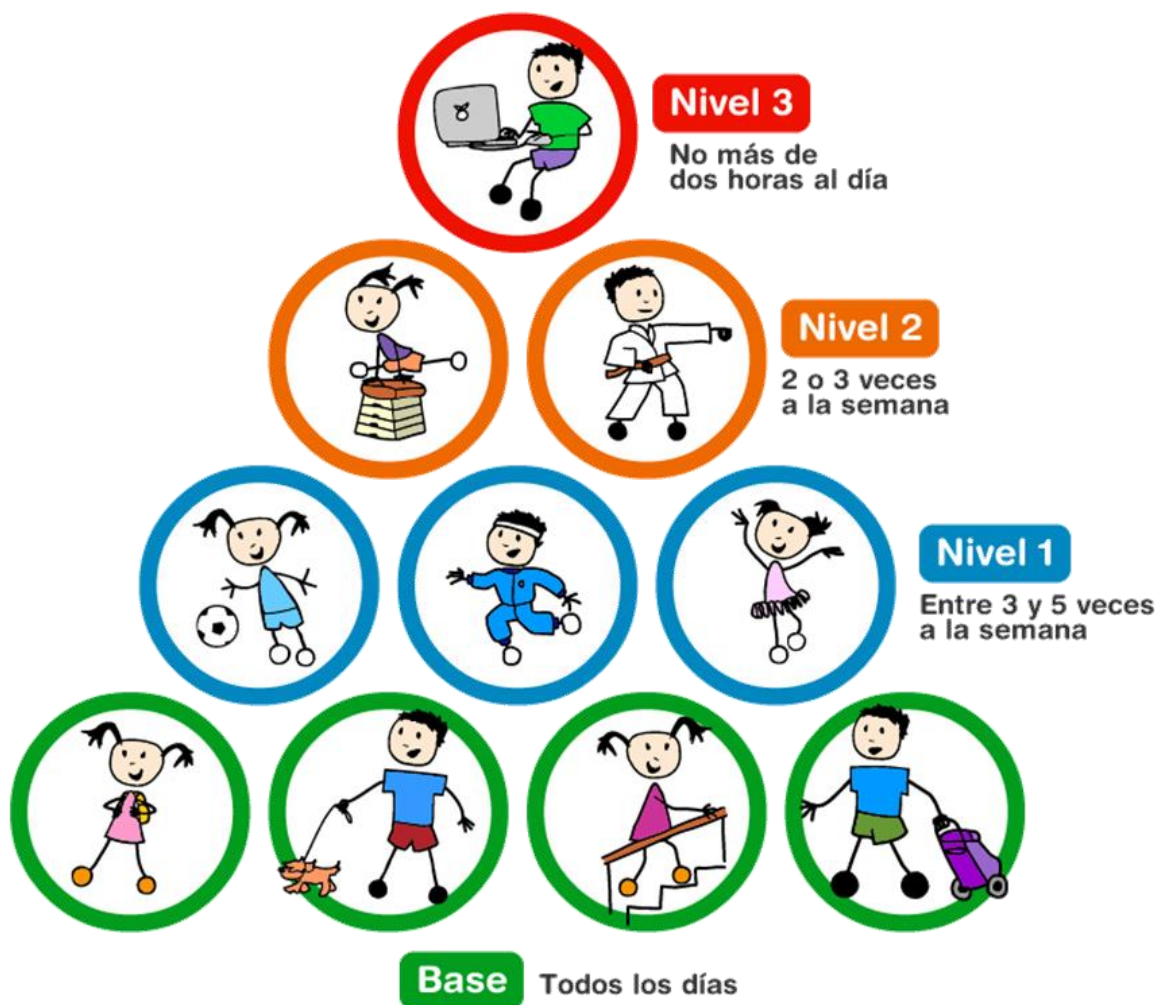 Nivel 3
No más de
dos horas al día
Nivel 2
2 o 3 veces
a la semana
Nivel 1
Entre 3 y 5 veces
a la semana
Base Todos los días